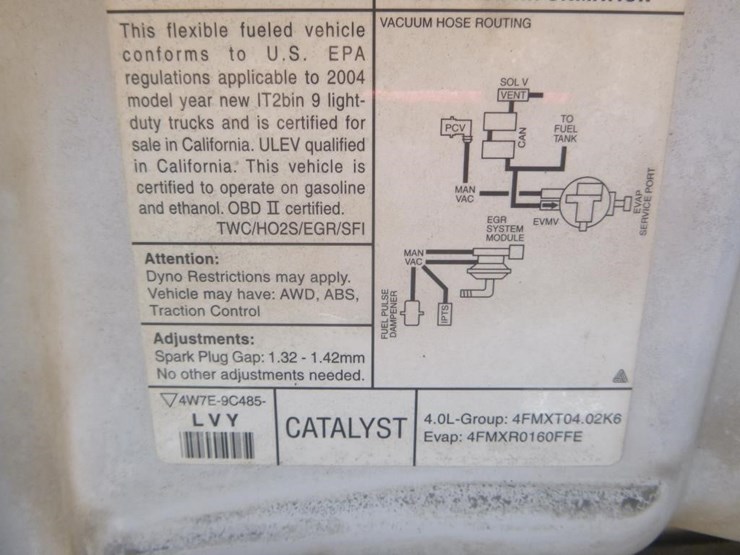 This flexible fueled vehicle
conforms to U.S. EPA
regulations applicable to 2004
model year new lT2bin 9 light-
duty trucks and is certified for
sale in California. ULEV qualified
in California. This vehicle is
certified to operate on gasoline
and ethanol. OBD II certified.
TWC/HO2S/EGR/SFI
Attention:
Dyno Restrictions may apply.
Vehicle may have: AWD, ABS,
Traction Control
Adjustments:
Spark Plug Gap: 1.32 - 1.42mm
No other adjustments needed.
VACUUM HOSE ROUTING
SOL V
VENT
PCV
CAN
TO
FUEL
TANK
MAN
VAC
EVMV
EVAP
SERVICE PORT
EGR
SYSTEM
MODULE
MAN
VAC
FUEL PULSE
DAMPENER
IPTS
4W7E-9C485-
LVY
CATALYST
4.0L-Group: 4FMXT04.02K6
Evap: 4FMXR0160FFE